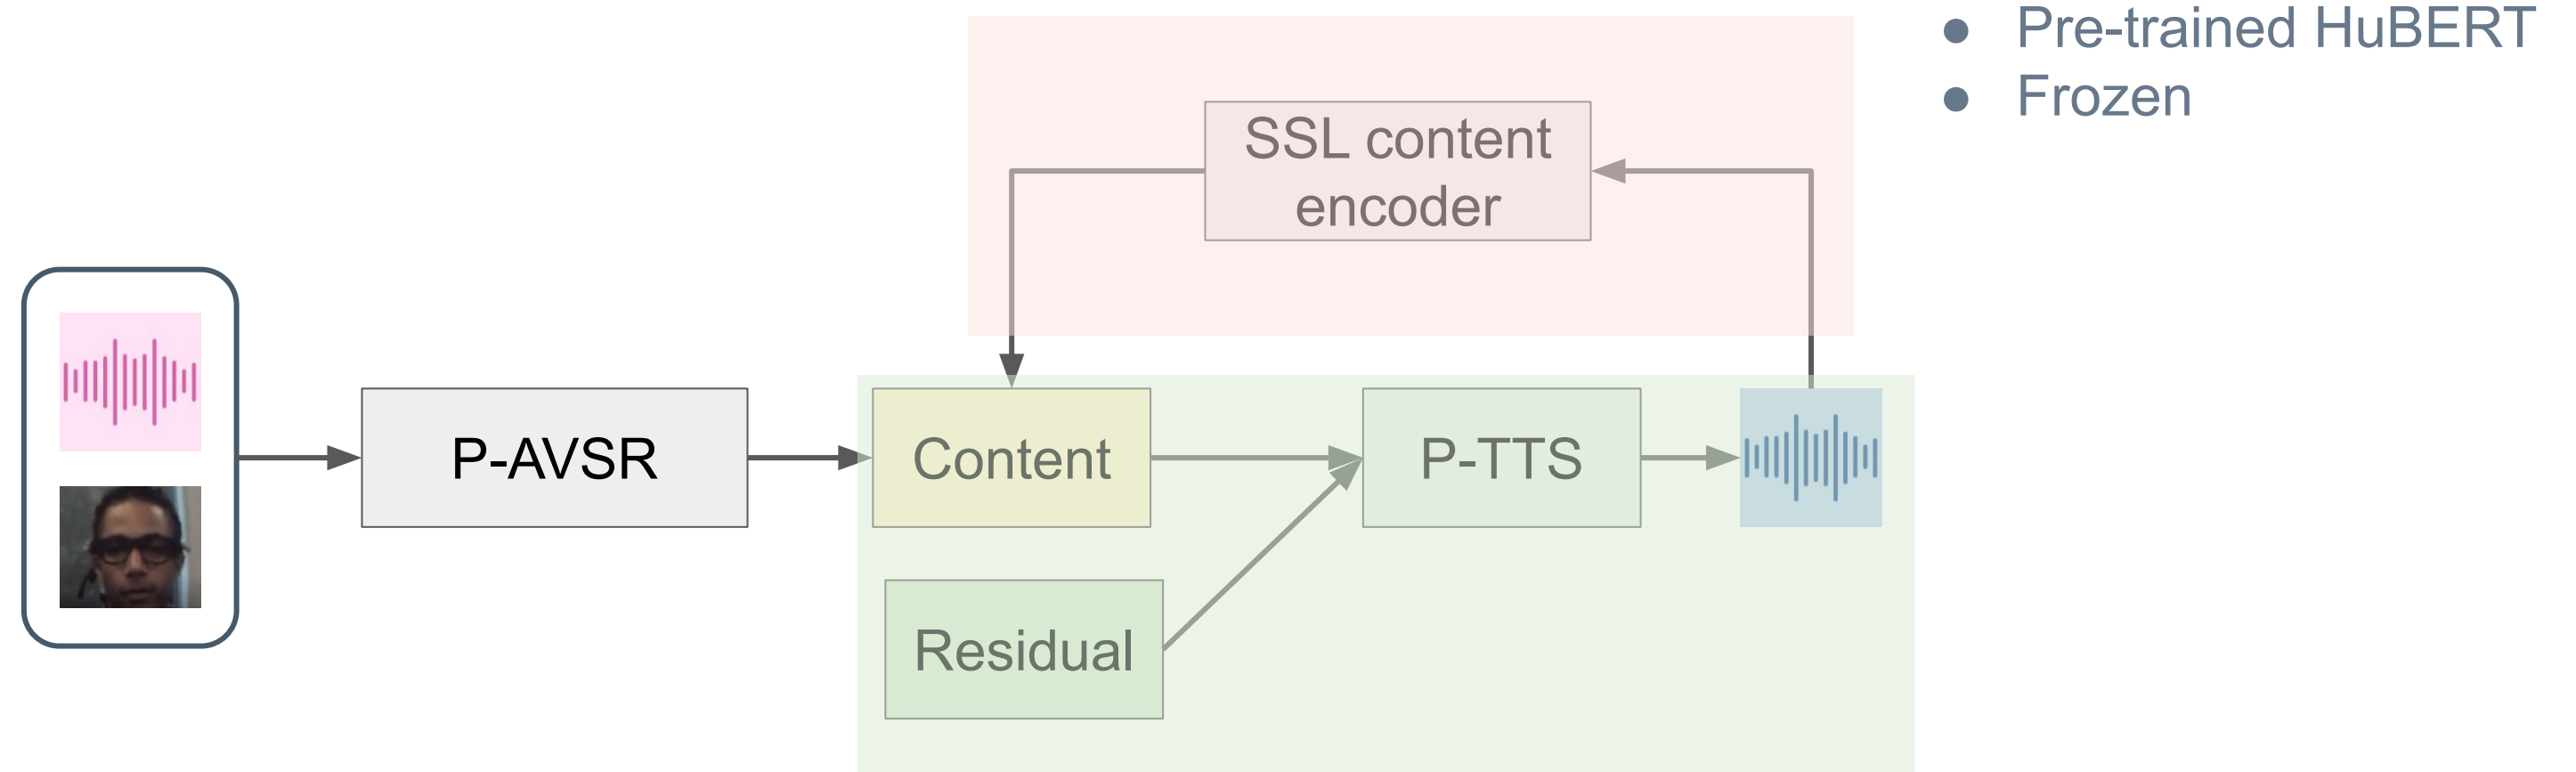 Pre-trained HuBERT
Frozen
SSL content
encoder
P-AVSR
Content
P-TTS
Residual